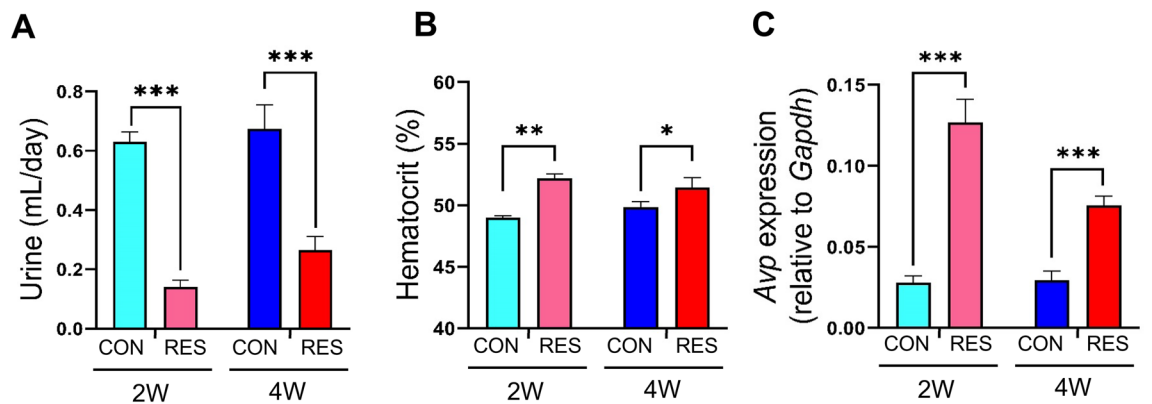 A
Urine (mL/day)
0.8
0.6
0.4
0.2
0.0
***
***
CON RES CON RES
2W 4W
B
Hematocrit (%)
60
55
50
45
40
**
*
CON RES CON RES
2W 4W
C
Avp expression
(relative to Gapdh)
0.15
0.10
0.05
0.00
***
***
CON RES CON RES
2W 4W